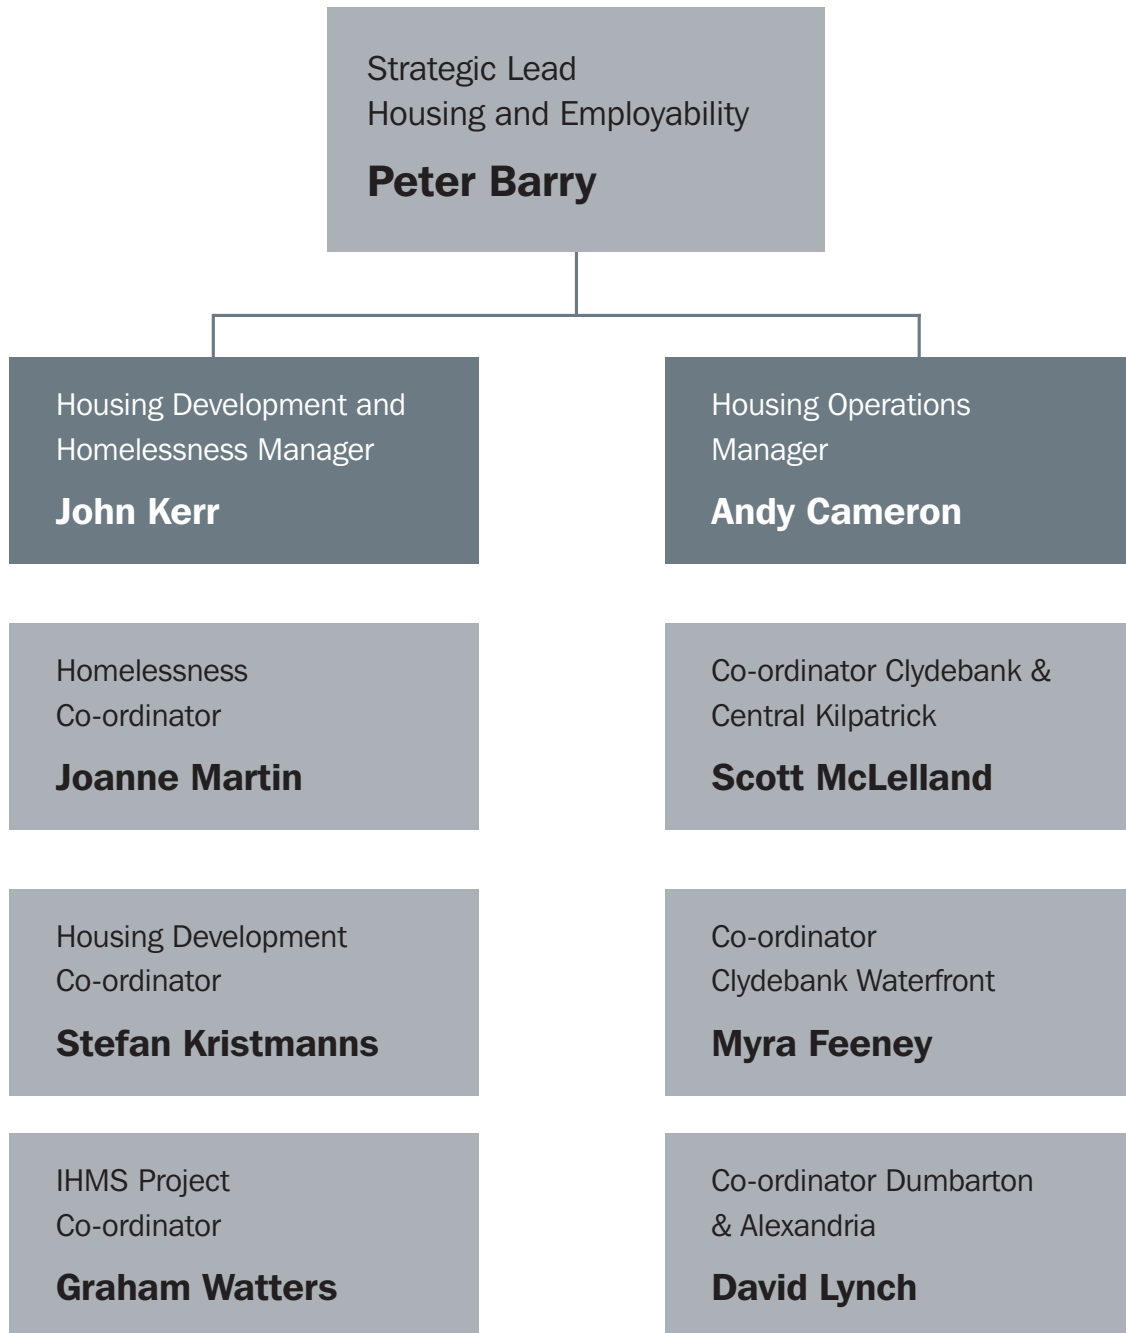 Strategic Lead
Housing and Employability
Peter Barry
Housing Development and
Homelessness Manager
John Kerr
Housing Operations
Manager
Andy Cameron
Homelessness
Co-ordinator
Joanne Martin
Co-ordinator Clydebank &
Central Kilpatrick
Scott McLelland
Housing Development
Co-ordinator
Stefan Kristmanns
Co-ordinator
Clydebank Waterfront
Myra Feeney
IHMS Project
Co-ordinator
Graham Watters
Co-ordinator Dumbarton
& Alexandria
David Lynch